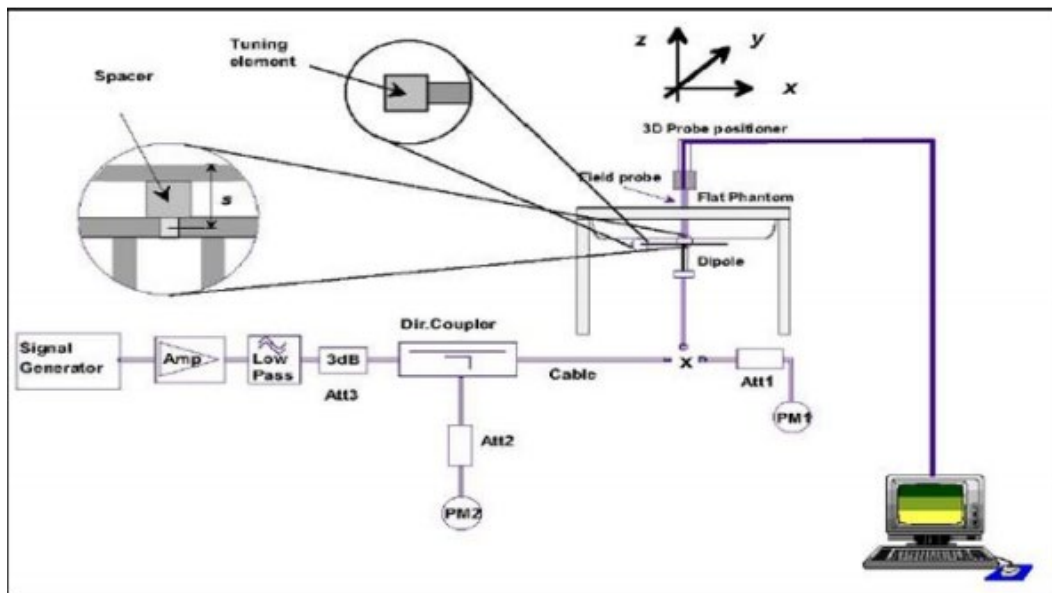 Tuning
element
Spacer
s
z
y
x
3D Probe positioner
Field probe
Flat Phantom
Dipole
Signal
Generator
Amp
Low
Pass
3dB
Att3
Dir.Coupler
Cable
x
Att1
PM1
Att2
PM2